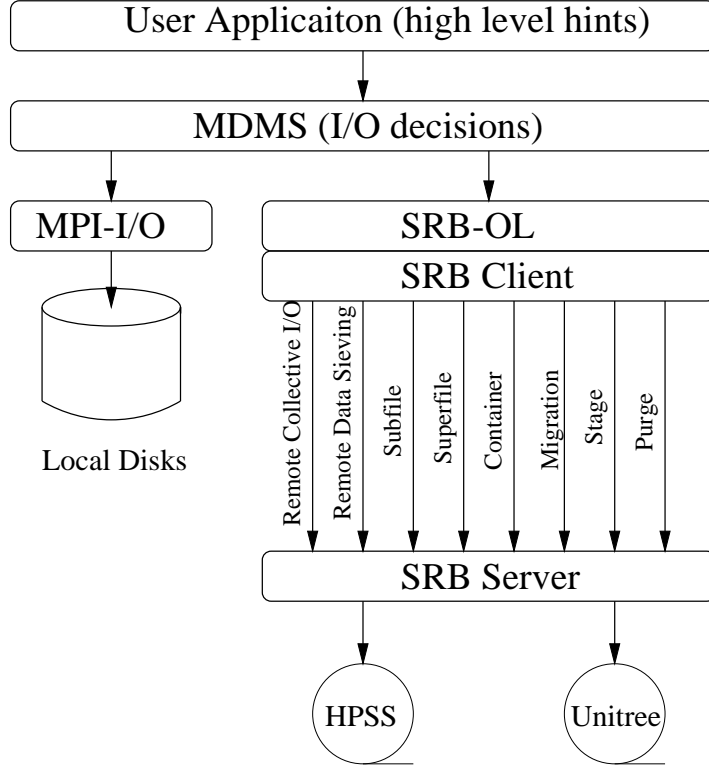 User Applicaiton (high level hints)
MDMS (I/O decisions)
MPI-I/O
SRB-OL
SRB Client
Local Disks
Remote Collective I/O
Remote Data Sieving
Subfile
Superfile
Container
Migration
Stage
Purge
SRB Server
HPSS
Unitree